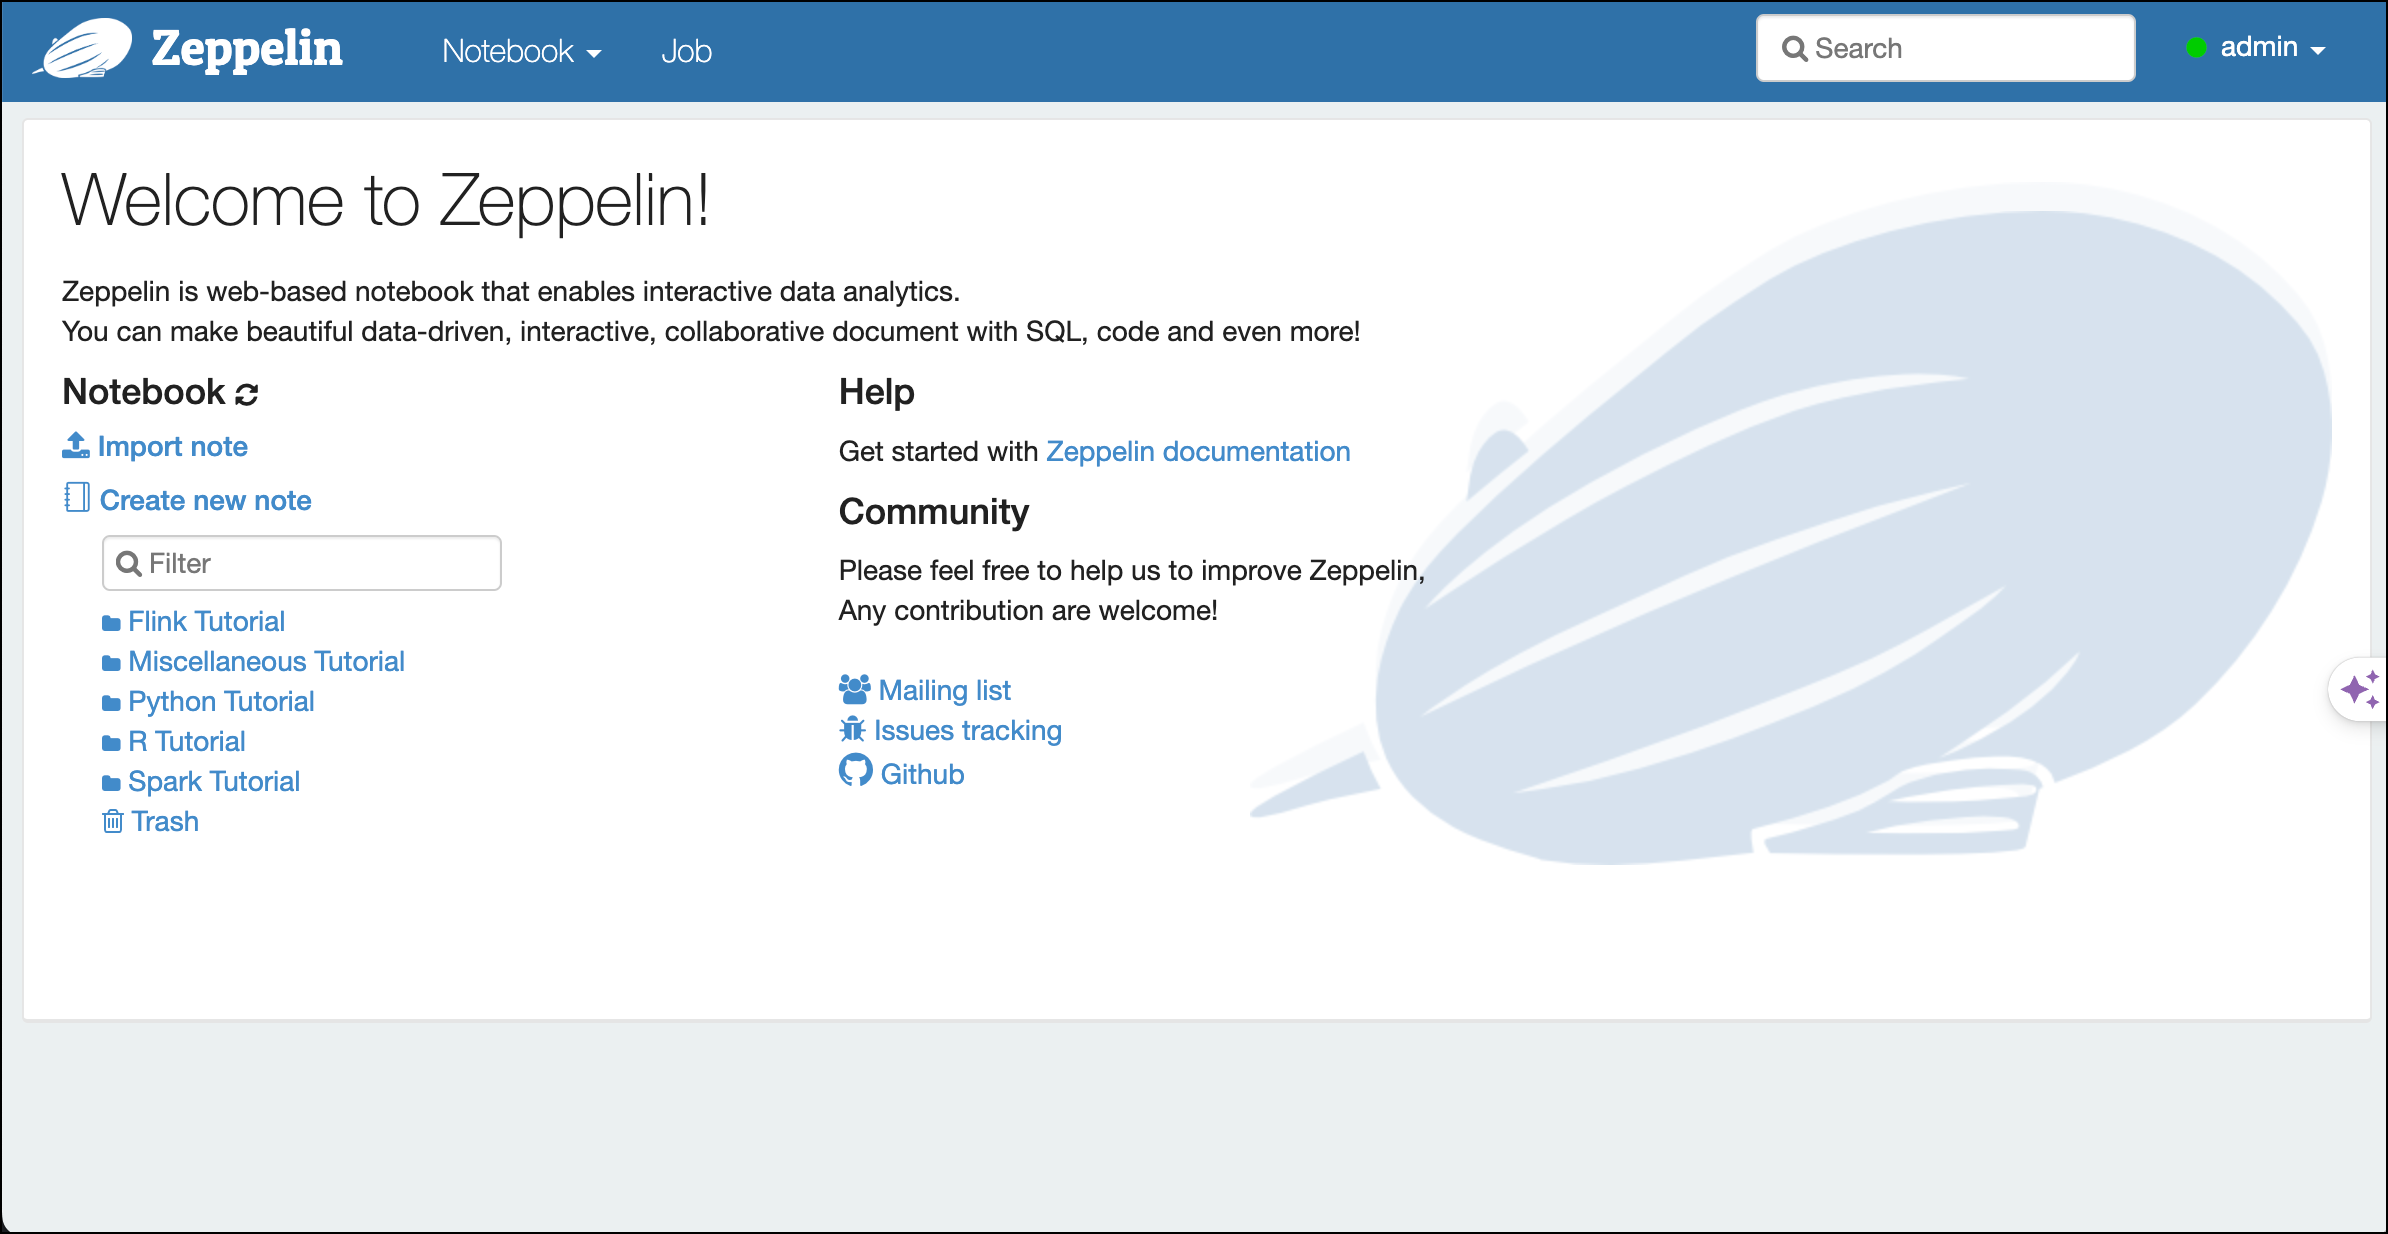 Zeppelin
Notebook
Job
Search
admin
Welcome to Zeppelin!
Zeppelin is web-based notebook that enables interactive data analytics.
You can make beautiful data-driven, interactive, collaborative document with SQL, code and even more!
Notebook
Import note
Create new note
Filter
Flink Tutorial
Miscellaneous Tutorial
Python Tutorial
R Tutorial
Spark Tutorial
Trash
Help
Get started with Zeppelin documentation
Community
Please feel free to help us to improve Zeppelin,
Any contribution are welcome!
Mailing list
Issues tracking
Github